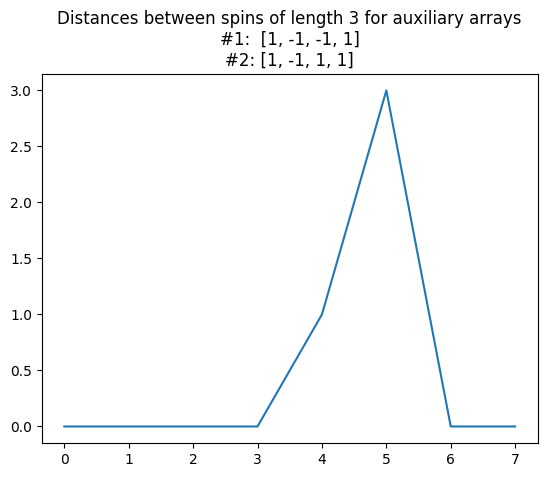 Distances between spins of length 3 for auxiliary arrays
#1:  [1, -1, -1, 1]
#2: [1, -1, 1, 1]
3.0
2.5
2.0
1.5
1.0
0.5
0.0
0 1 2 3 4 5 6 7